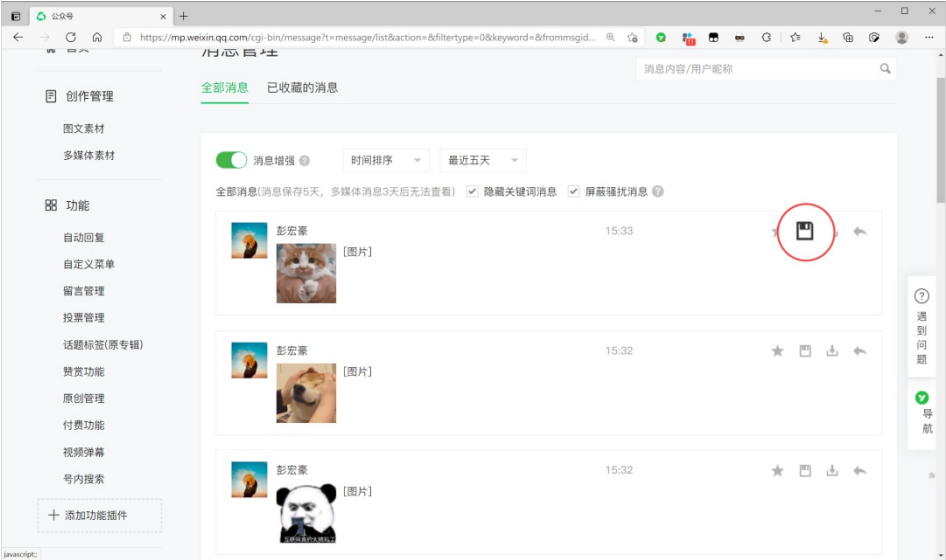 公众号
https://mp.weixin.qq.com/cgi-bin/message?t=message/list&action=&filtertype=0&keyword=&frommsgid...
首页
消息管理
消息内容/用户昵称
全部消息
已收藏的消息
创作管理
图文素材
多媒体素材
功能
自动回复
自定义菜单
留言管理
投票管理
话题标签(原专辑)
赞赏功能
原创管理
付费功能
视频弹幕
号内搜索
添加功能插件
消息增强
时间排序
最近五天
全部消息(消息保存5天，多媒体消息3天后无法查看)
隐藏关键词消息
屏蔽骚扰消息
彭宏豪
15:33
[图片]
彭宏豪
15:32
[图片]
彭宏豪
15:32
[图片]
遇到问题
导航
javascript:;